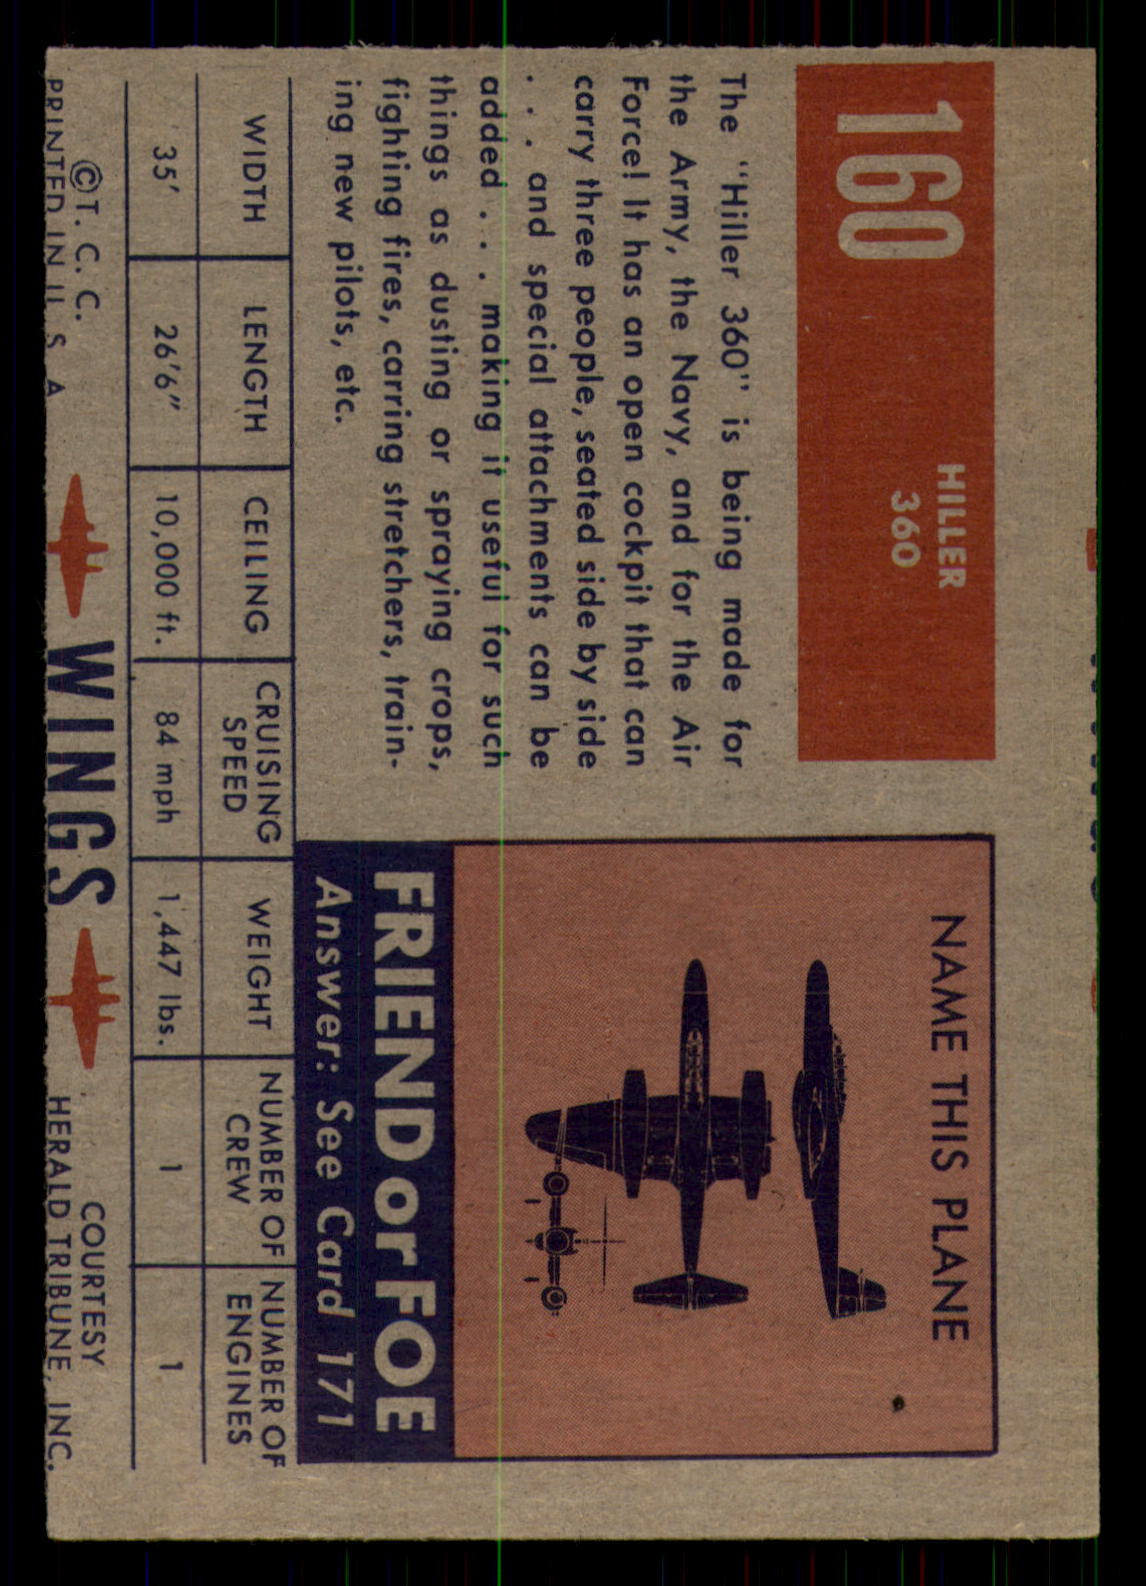 160
HILLER
360
The "Hiller 360" is being made for
the Army, the Navy, and for the Air
Force! It has an open cockpit that can
carry three people, seated side by side
. . . and special attachments can be
added . . . making it useful for such
things as dusting or spraying crops,
fighting fires, carring stretchers, train-
ing new pilots, etc.
NAME THIS PLANE
FRIEND or FOE
Answer: See Card 171
WIDTH LENGTH CEILING CRUISING SPEED WEIGHT NUMBER OF CREW NUMBER OF ENGINES
35' 26'6" 10,000 ft. 84 mph 1,447 lbs. 1 1
©T. C. C.
PRINTED IN U. S. A
WINGS
COURTESY
HERALD TRIBUNE, INC.